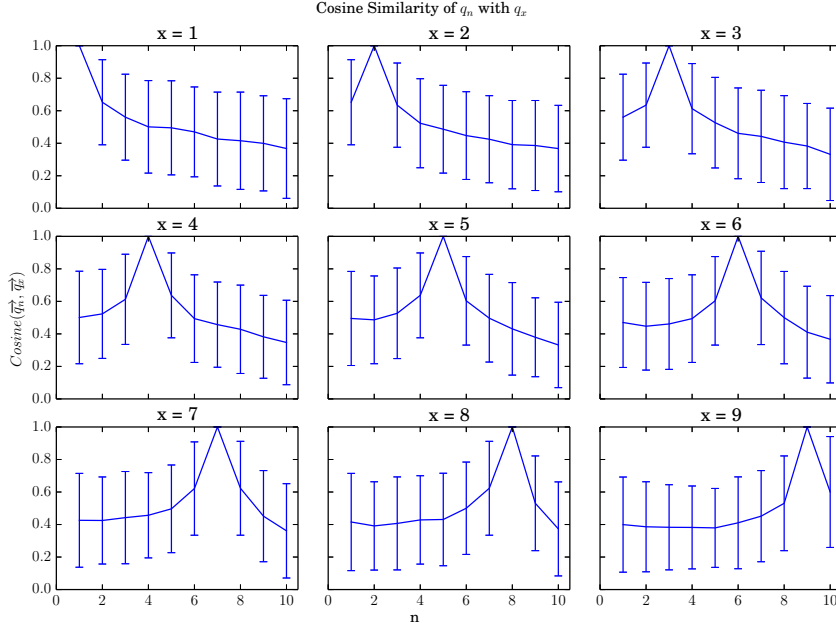 Cosine Similarity of q_n with q_x
x = 1 x = 2 x = 3
1.0
0.8
0.6
0.4
0.2
0.0
x = 4 x = 5 x = 6
1.0
0.8
0.6
0.4
0.2
0.0
Cosine(q_n, q_x)
x = 7 x = 8 x = 9
1.0
0.8
0.6
0.4
0.2
0.0
0 2 4 6 8 10 0 2 4 6 8 10 0 2 4 6 8 10
n